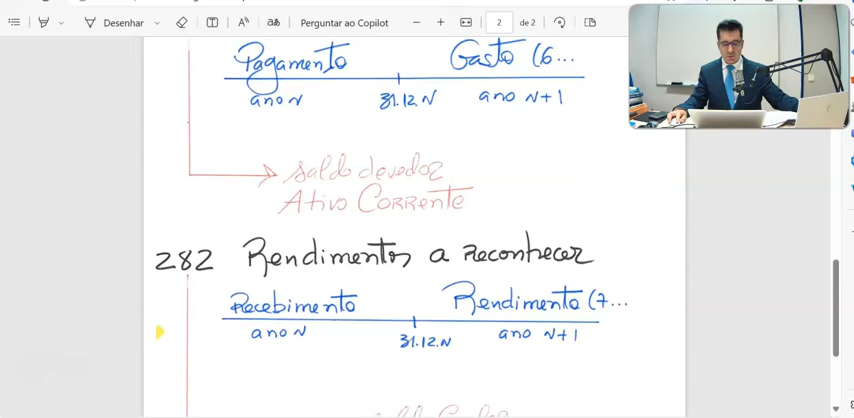 Desenhar
Perguntar ao Copilot
2
de 2
Pagamento
Gasto (6...
ano N
31.12.N
ano N+1
saldo devedor
Ativo Corrente
282 Rendimentos a reconhecer
Recebimento
Rendimento (7...
ano N
31.12.N
ano N+1